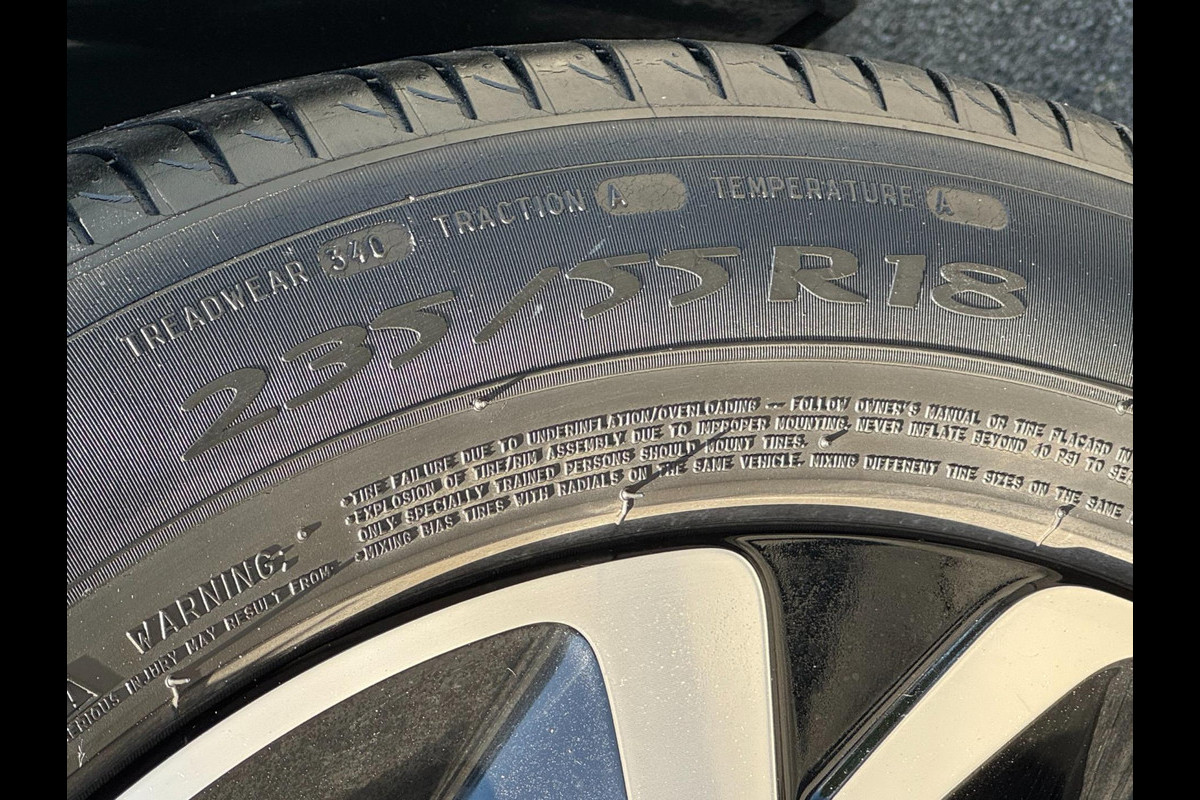 TREADWEAR 340 TRACTION A TEMPERATURE A
235/55R18
WARNING:
SERIOUS INJURY MAY RESULT FROM:
•TIRE FAILURE DUE TO UNDERINFLATION/OVERLOADING — FOLLOW OWNER'S MANUAL OR TIRE PLACARD IN
•EXPLOSION OF TIRE/RIM ASSEMBLY DUE TO IMPROPER MOUNTING. NEVER INFLATE BEYOND 40 PSI TO SEA
ONLY SPECIALLY TRAINED PERSONS SHOULD MOUNT TIRES.
•MIXING BIAS TIRES WITH RADIALS ON THE SAME VEHICLE. MIXING DIFFERENT TIRE SIZES ON THE SAME